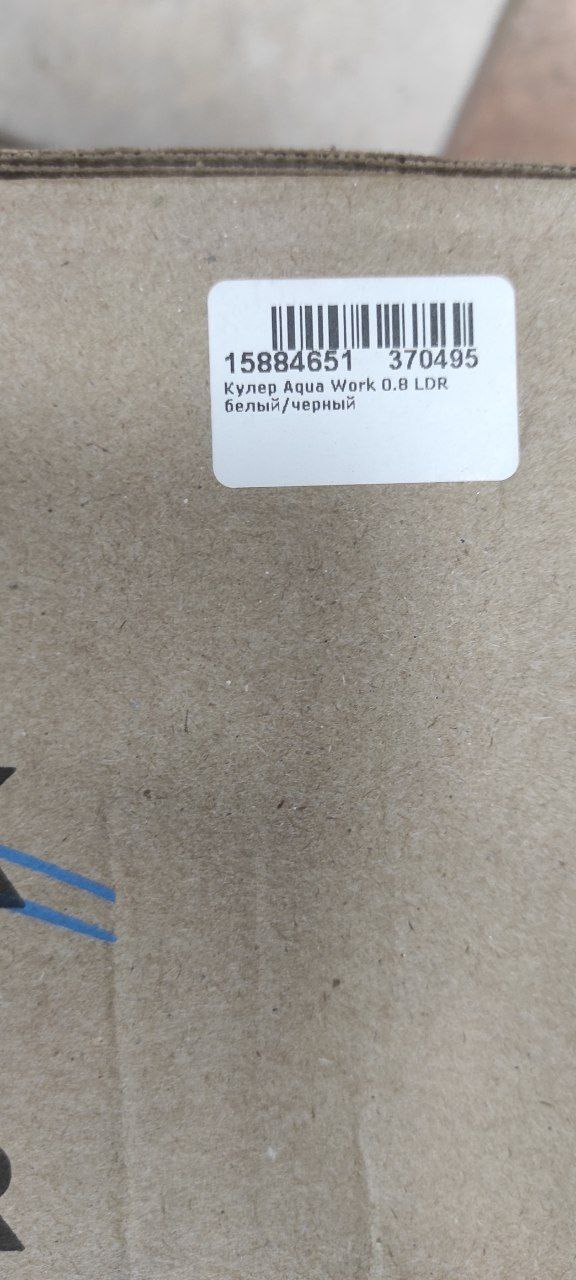 15884651 370495
Кулер Aqua Work 0.8 LDR
белый/черный
R